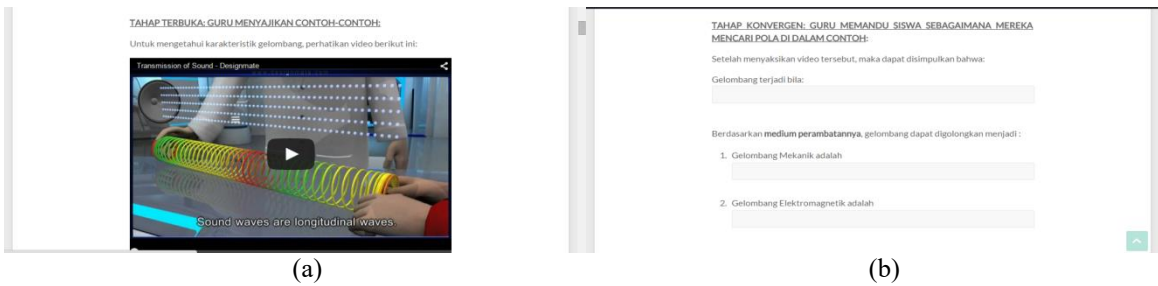 TAHAP TERBUKA: GURU MENYAJIKAN CONTOH-CONTOH:
Untuk mengetahui karakteristik gelombang, perhatikan video berikut ini:
Transmission of Sound - Designmate
Sound waves are longitudinal waves.
(a)
TAHAP KONVERGEN: GURU MEMANDU SISWA SEBAGAIMANA MEREKA
MENCARI POLA DI DALAM CONTOH:
Setelah menyaksikan video tersebut, maka dapat disimpulkan bahwa:
Gelombang terjadi bila:
Berdasarkan medium perambatannya, gelombang dapat digolongkan menjadi :
1. Gelombang Mekanik adalah
2. Gelombang Elektromagnetik adalah
(b)